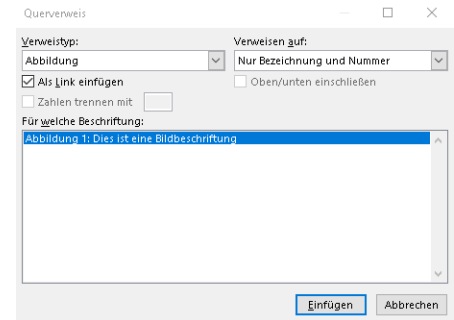 Querverweis
Verweistyp:
Verweisen auf:
Abbildung
Nur Bezeichnung und Nummer
Als Link einfügen
Oben/unten einschließen
Zahlen trennen mit
Für welche Beschriftung:
Abbildung 1: Dies ist eine Bildbeschriftung
Einfügen
Abbrechen